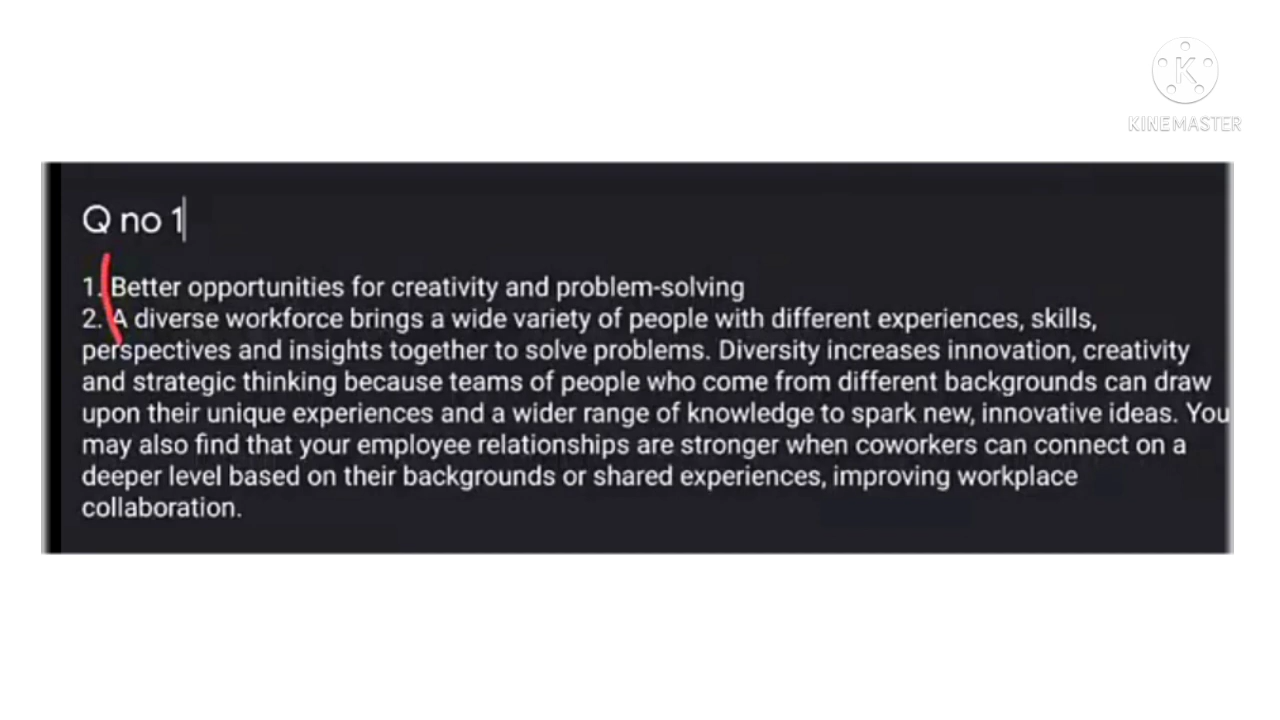 KINEMASTER
Q no 1
1. Better opportunities for creativity and problem-solving
2. A diverse workforce brings a wide variety of people with different experiences, skills,
perspectives and insights together to solve problems. Diversity increases innovation, creativity
and strategic thinking because teams of people who come from different backgrounds can draw
upon their unique experiences and a wider range of knowledge to spark new, innovative ideas. You
may also find that your employee relationships are stronger when coworkers can connect on a
deeper level based on their backgrounds or shared experiences, improving workplace
collaboration.